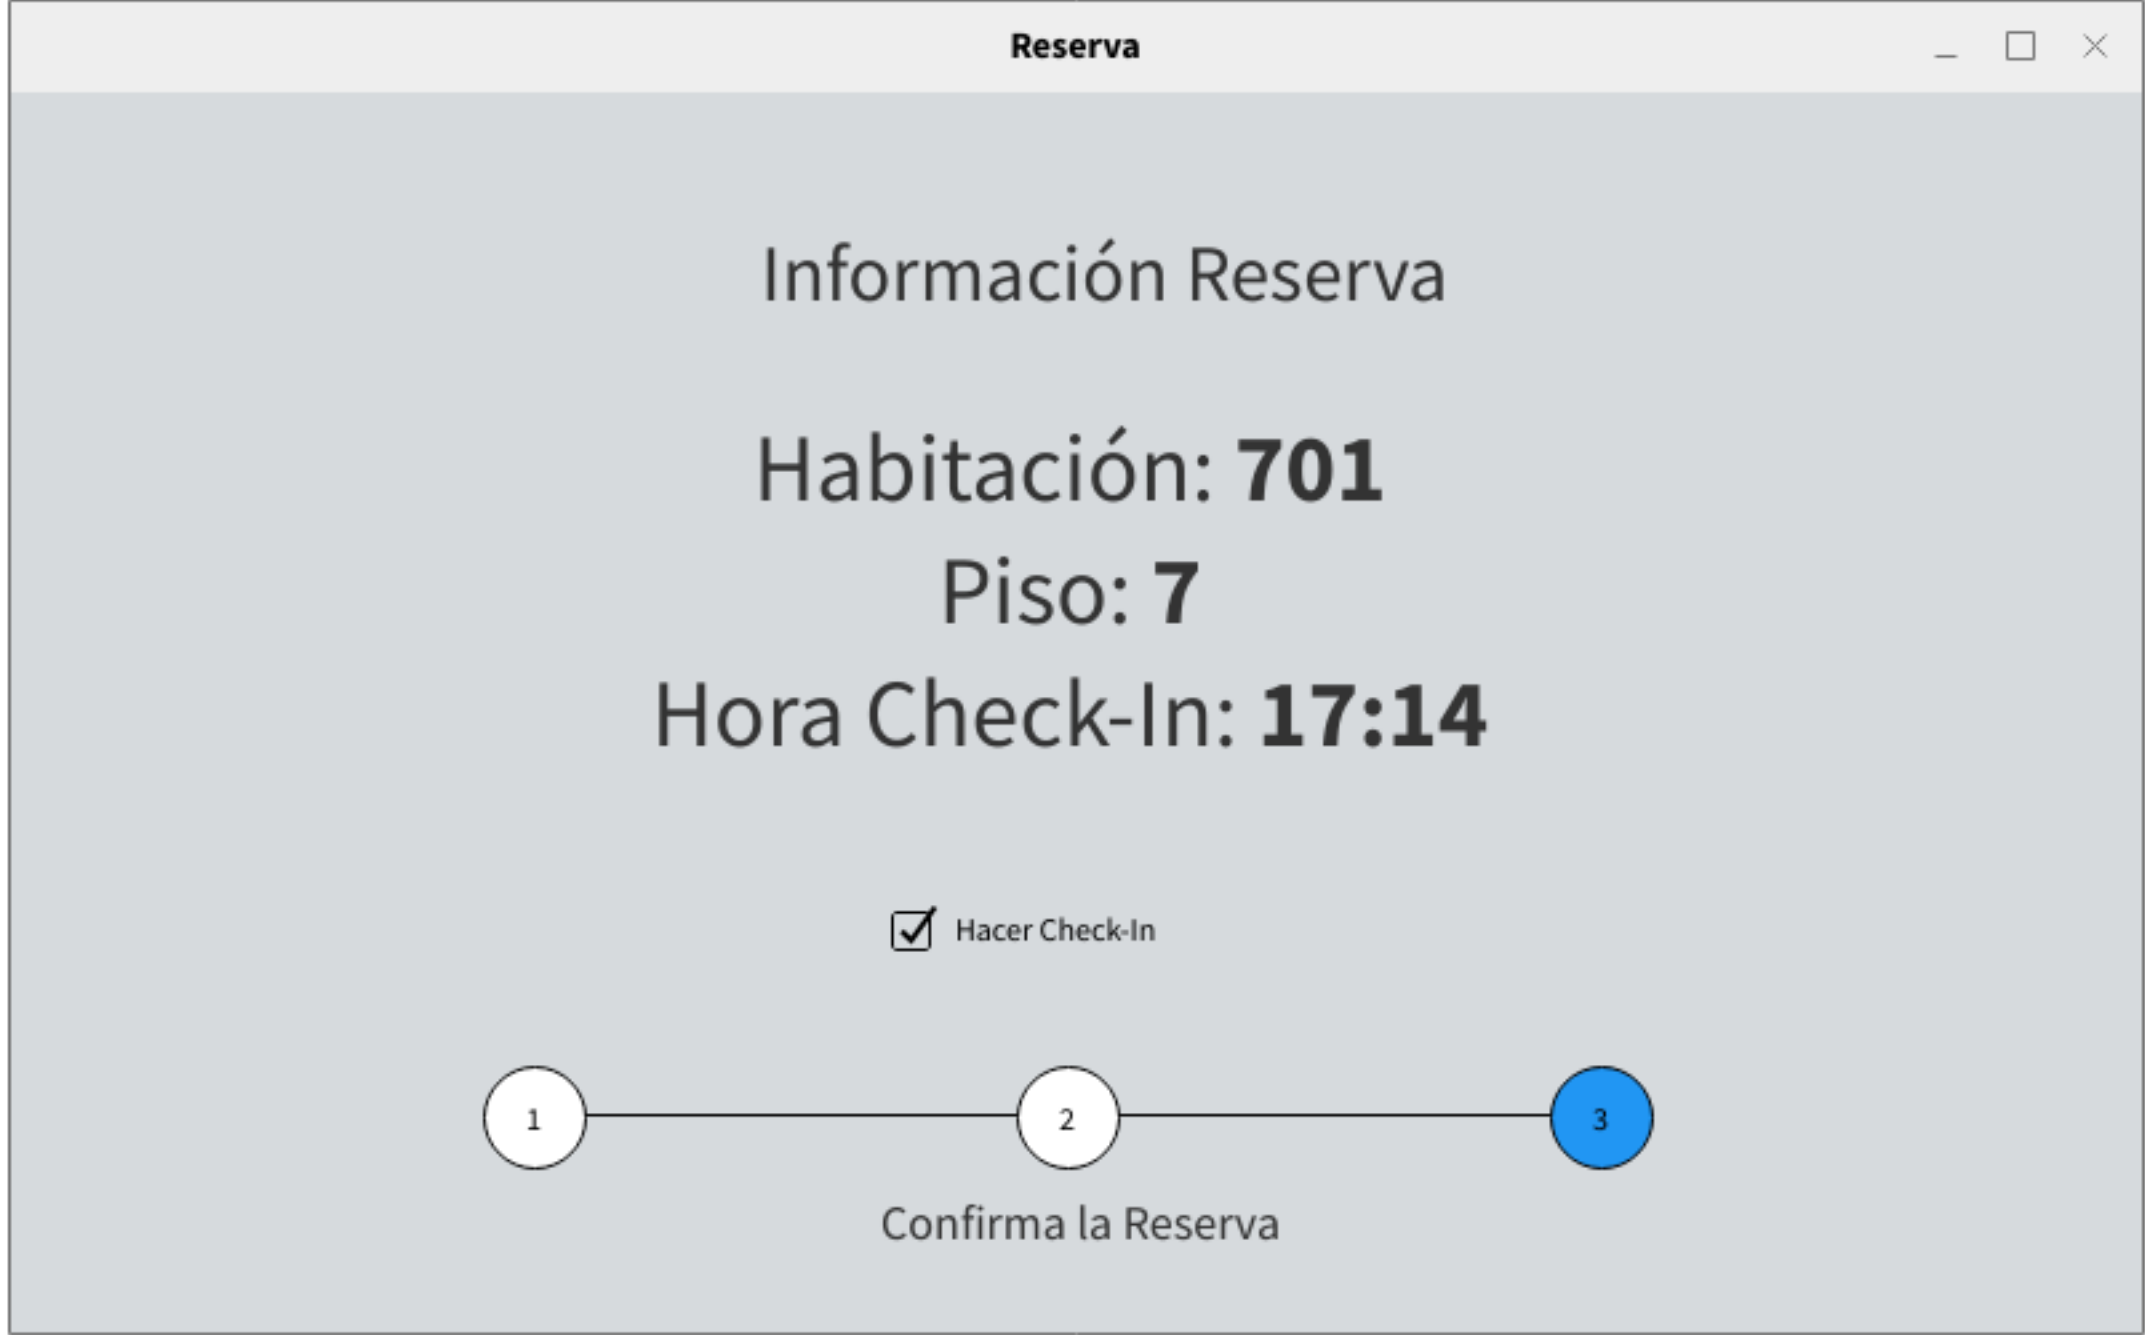 Reserva
Información Reserva
Habitación: 701
Piso: 7
Hora Check-In: 17:14
Hacer Check-In
1 2 3
Confirma la Reserva